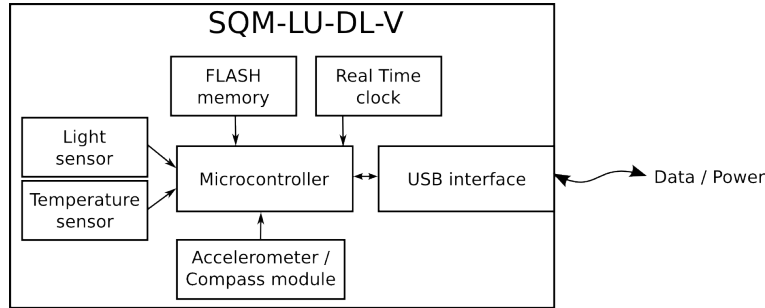 SQM-LU-DL-V
FLASH
memory
Real Time
clock
Light
sensor
Temperature
sensor
Microcontroller
USB interface
Data / Power
Accelerometer /
Compass module